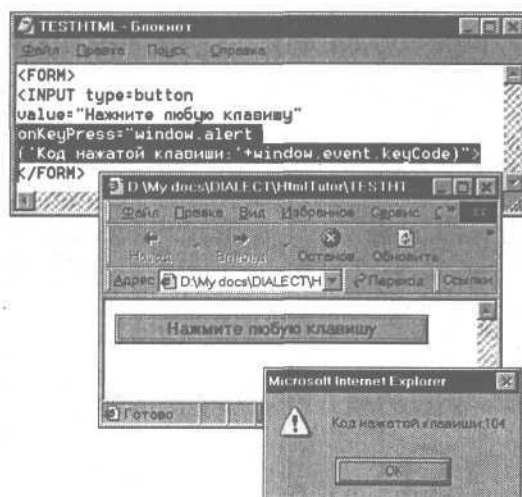 TESTHTML - Блокнот
Файл Правка Поиск Справка
<FORM>
<INPUT type=button
value="Нажмите любую клавишу"
onKeyPress="window.alert
('Код нажатой клавиши:'+window.event.keyCode)">
</FORM>
D:\My docs\DIALECT\HtmlTutor\TESTHT
Файл Правка Вид Избранное Сервис С »
Назад Вперед Останов. Обновить »
Адрес D:\My docs\DIALECT\H Переход Ссылки
Нажмите любую клавишу
Готово
Microsoft Internet Explorer
Код нажатой клавиши:104
OK